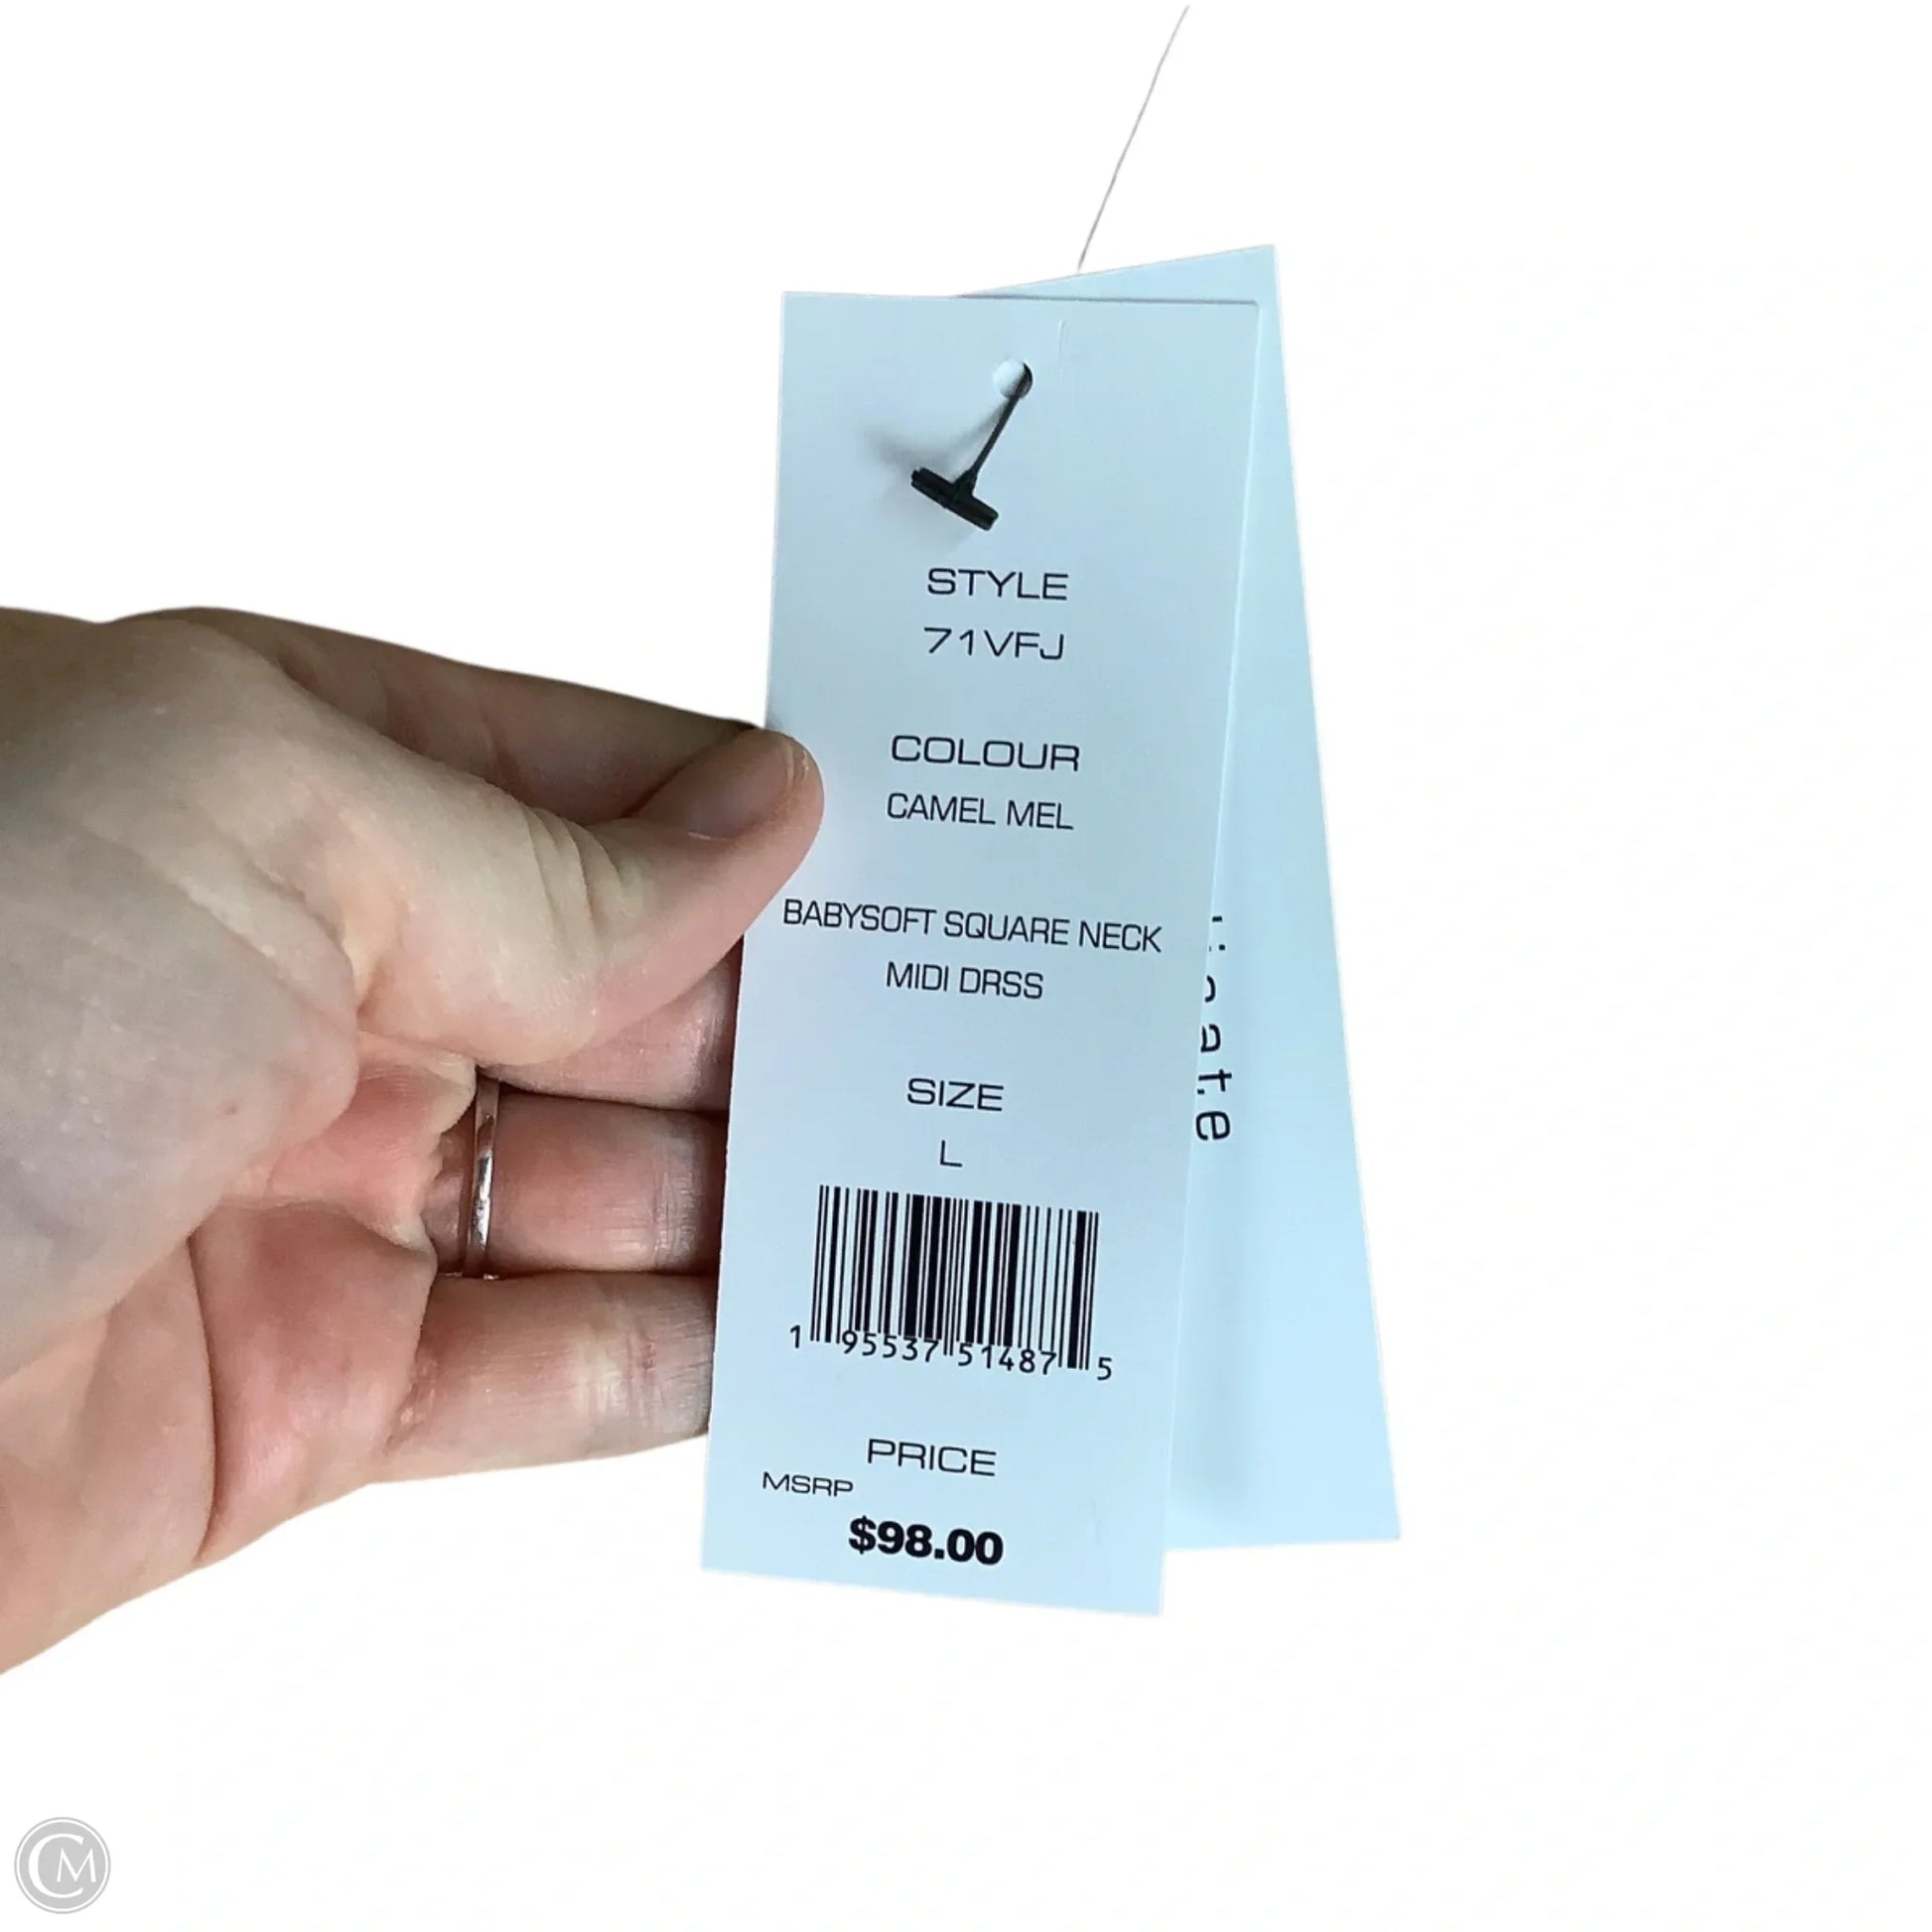 STYLE
71VFJ
COLOUR
CAMEL MEL
BABYSOFT SQUARE NECK
MIDI DRSS
SIZE
L
1 95537 51487 5
PRICE
MSRP
$98.00
CM